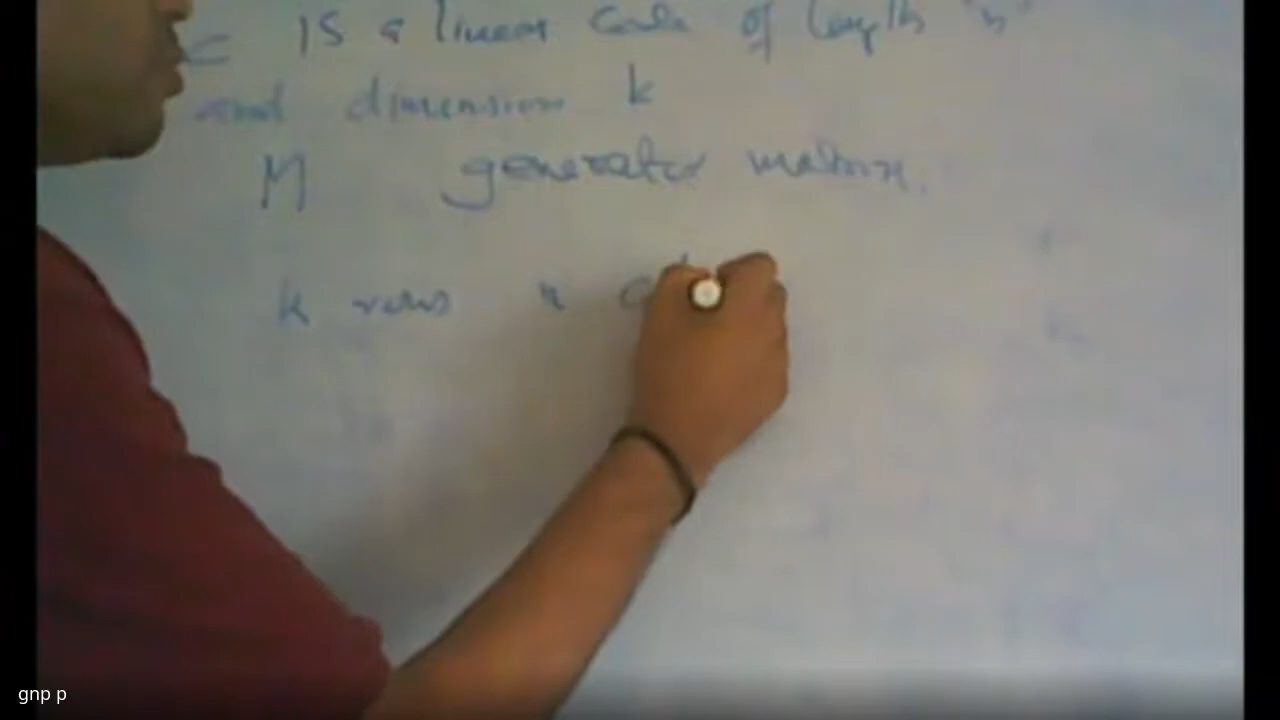 C is a linear code of length 'n'
and dimension k
M generator matrix.
k rows n
gnp p